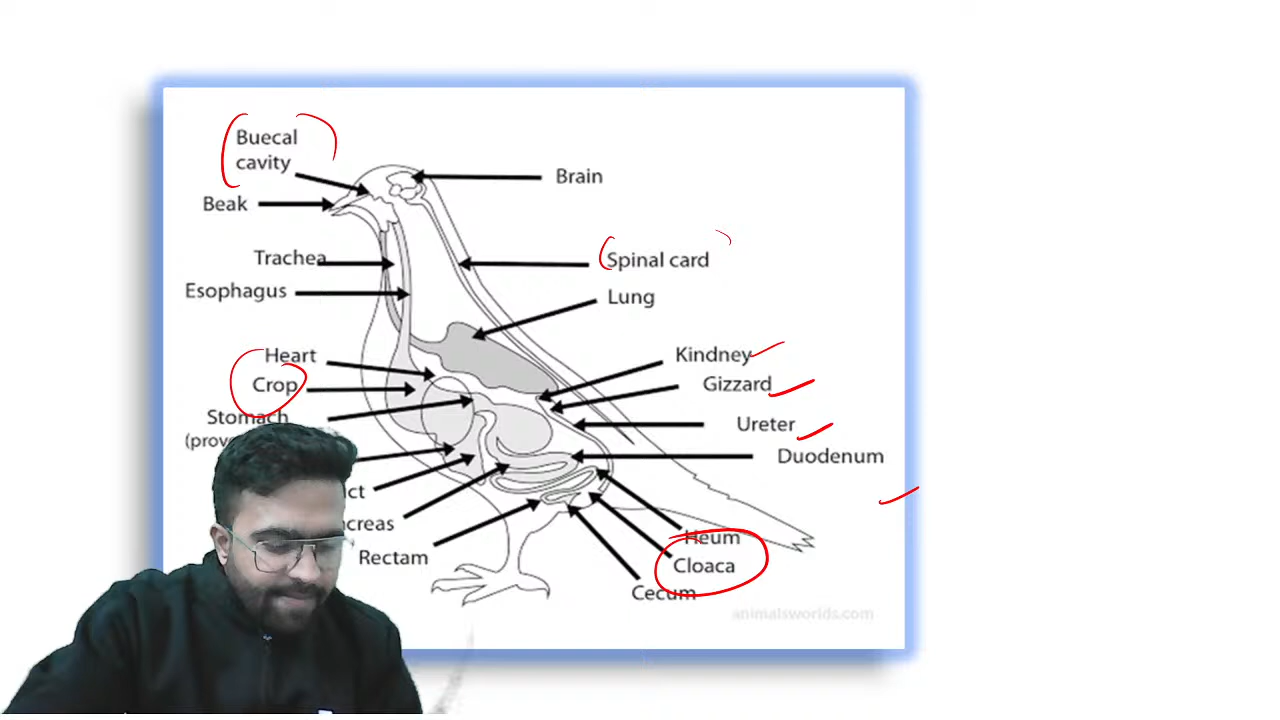 Buecal
cavity
Brain
Beak
Trachea
Spinal card
Esophagus
Lung
Heart
Kindney
Crop
Gizzard
Stomach
Ureter
Duodenum
Rectam
Heum
Cloaca
Cecum
animalsworlds.com